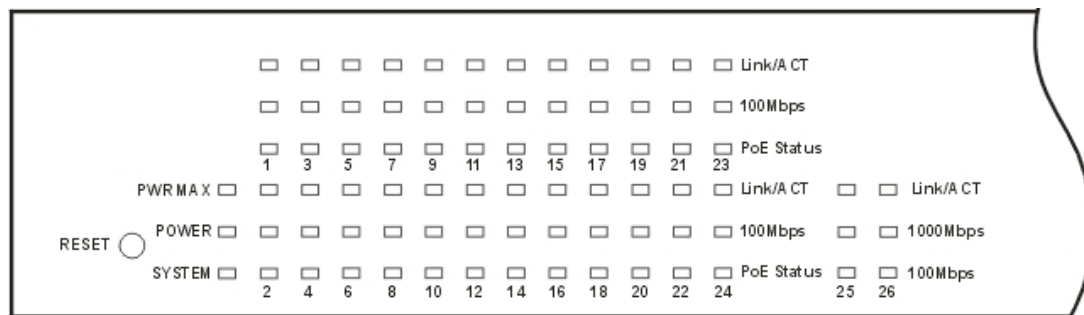 Link/ACT
100Mbps
PoE Status
1 3 5 7 9 11 13 15 17 19 21 23
PWR MAX Link/ACT Link/ACT
POWER 100Mbps 1000Mbps
RESET
SYSTEM PoE Status 100Mbps
2 4 6 8 10 12 14 16 18 20 22 24 25 26